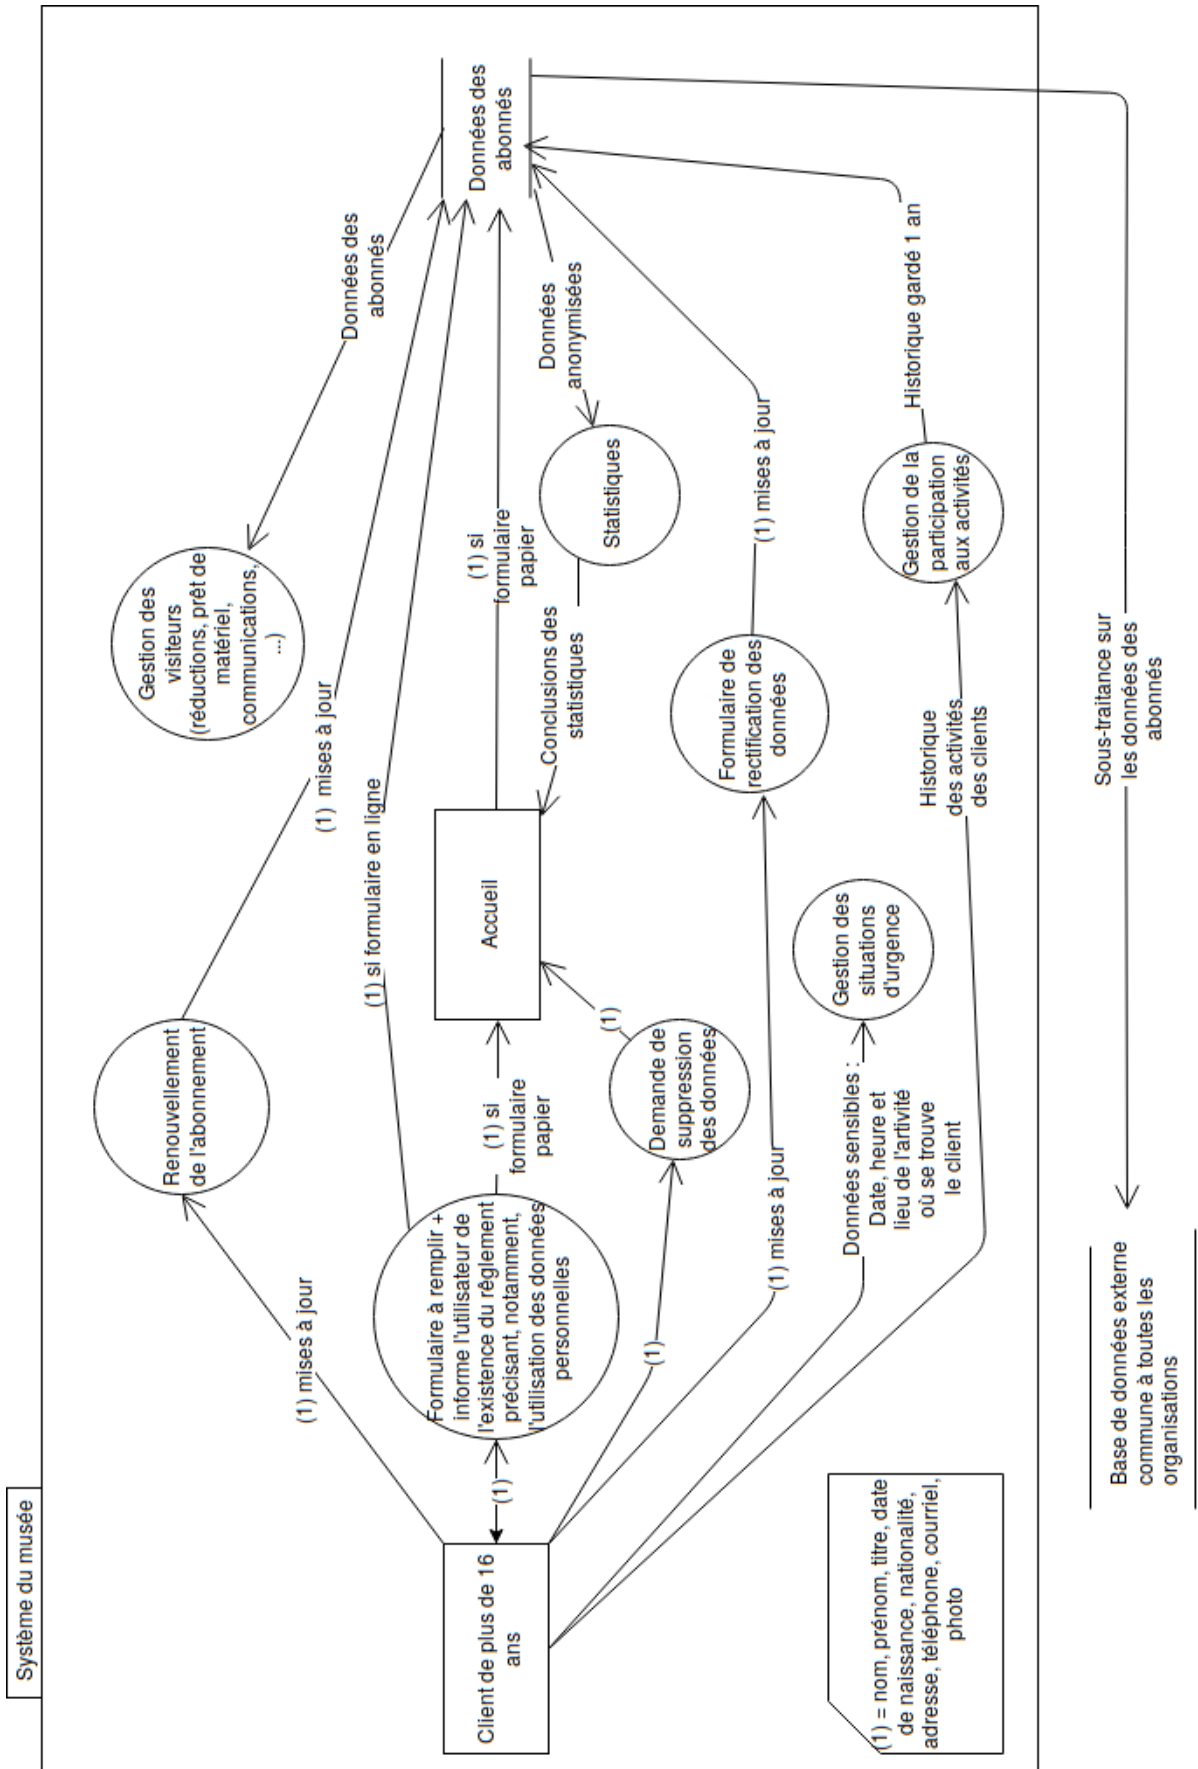 Système du musée
Renouvellement
de l'abonnement
Gestion des
visiteurs
(réductions, prêt de
matériel,
communications,
...)
(1) mises à jour
(1) mises à jour
Données des
abonnés
(1) si formulaire en ligne
Client de plus de 16
ans
(1)
Formulaire à remplir +
informe l'utilisateur de
l'existence du règlement
précisant, notamment,
l'utilisation des données
personnelles
(1) si
formulaire
papier
Accueil
(1) si
formulaire
papier
Données des
abonnés
Conclusions des
statistiques
Statistiques
Données
anonymisées
(1)
Demande de
suppression
des données
(1)
(1) mises à jour
Formulaire de
rectification des
données
(1) mises à jour
Données sensibles :
Date, heure et
lieu de l'artivité
où se trouve
le client
Gestion des
situations
d'urgence
Historique
des activités
des clients
Gestion de la
participation
aux activités
Historique gardé 1 an
(1) = nom, prénom, titre, date
de naissance, nationalité,
adresse, téléphone, courriel,
photo
Sous-traitance sur
les données des
abonnés
Base de données externe
commune à toutes les
organisations